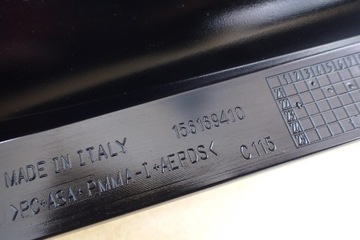 MADE IN ITALY 156169410
>PC+ASA+PMMA-I+AEPDS< C115